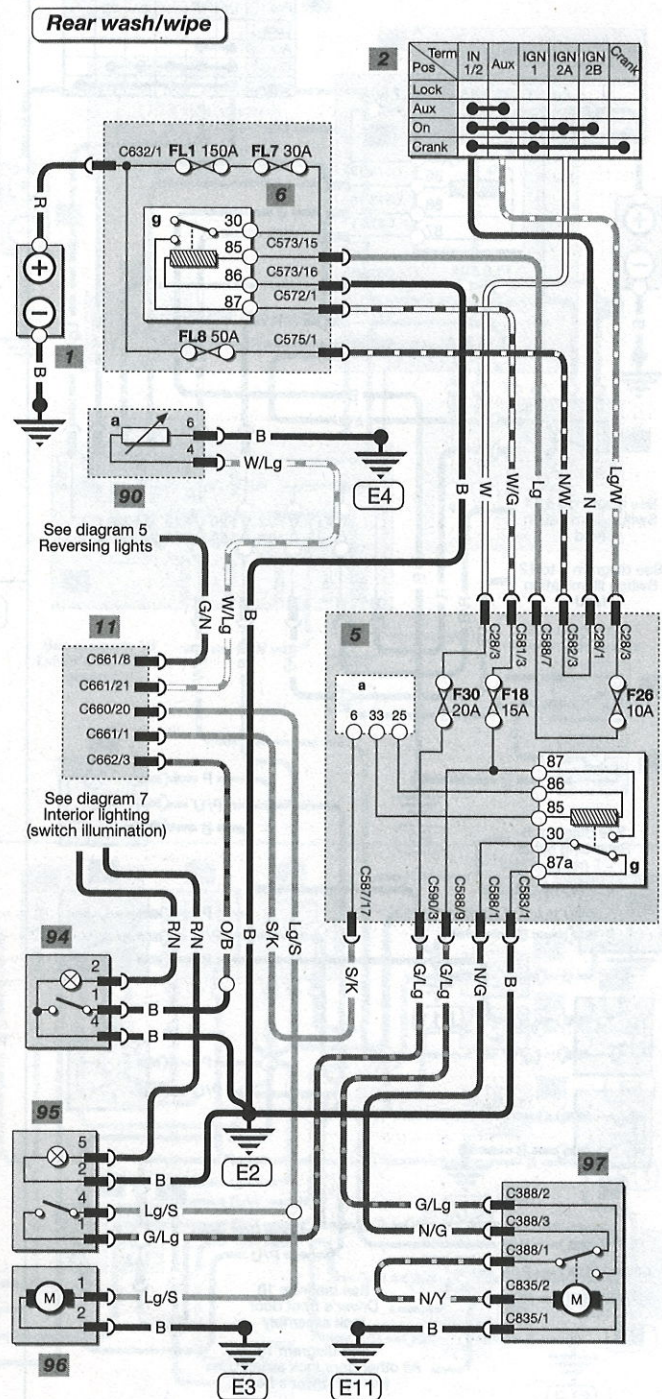 Rear wash/wipe
2
Term
Pos
IN 1/2
Aux
IGN 1
IGN 2A
IGN 2B
Crank
Lock
Aux
On
Crank
C632/1
FL1 150A
FL7 30A
6
R
g
30
85
86
87
C573/15
C573/16
C572/1
FL8 50A
C575/1
1
B
a
6
4
B
W/Lg
E4
90
B
W
W/G
Lg
N/W
N
Lg/W
See diagram 5
Reversing lights
G/N
W/Lg
B
11
C661/8
C661/21
C660/20
C661/1
C662/3
5
C28/3
C581/3
C588/7
C582/3
C28/1
C28/3
a
6
33
25
F30
20A
F18
15A
F26
10A
87
86
85
30
87a
g
See diagram 7
Interior lighting
(switch illumination)
C587/17
C590/3
C588/9
C588/1
C583/1
R/N
R/N
O/B
B
S/K
Lg/S
S/K
G/Lg
G/Lg
N/G
B
94
2
1
4
B
B
95
5
2
4
1
B
Lg/S
G/Lg
E2
97
G/Lg
N/G
N/Y
B
C388/2
C388/3
C388/1
C835/2
C835/1
M
M
1
2
Lg/S
B
96
E3
E11